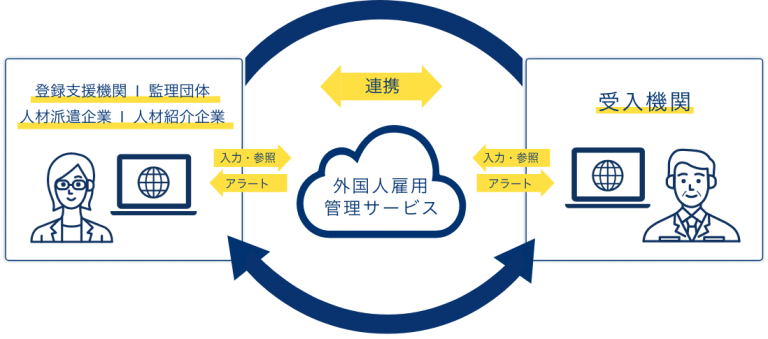 登録支援機関 | 監理団体
人材派遣企業 | 人材紹介企業
連携
受入機関
入力・参照
アラート
外国人雇用
管理サービス
入力・参照
アラート